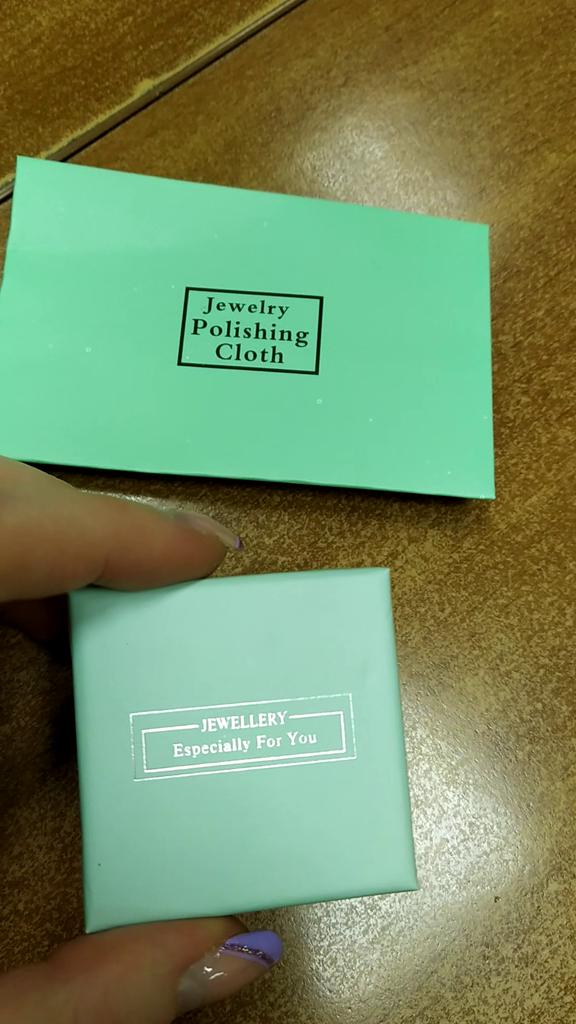 Jewelry
Polishing
Cloth
JEWELLERY
Especially For You